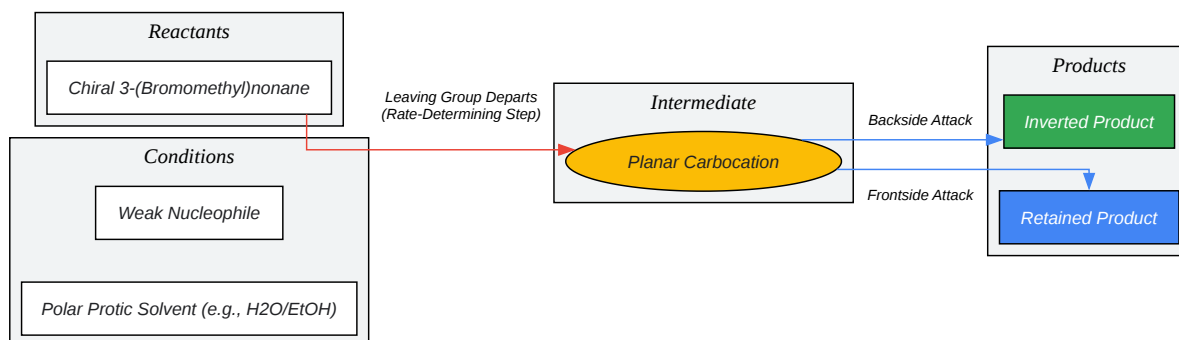 Reactants
Chiral 3-(Bromomethyl)nonane
Conditions
Weak Nucleophile
Polar Protic Solvent (e.g., H2O/EtOH)
Leaving Group Departs
(Rate-Determining Step)
Intermediate
Planar Carbocation
Backside Attack
Frontside Attack
Products
Inverted Product
Retained Product